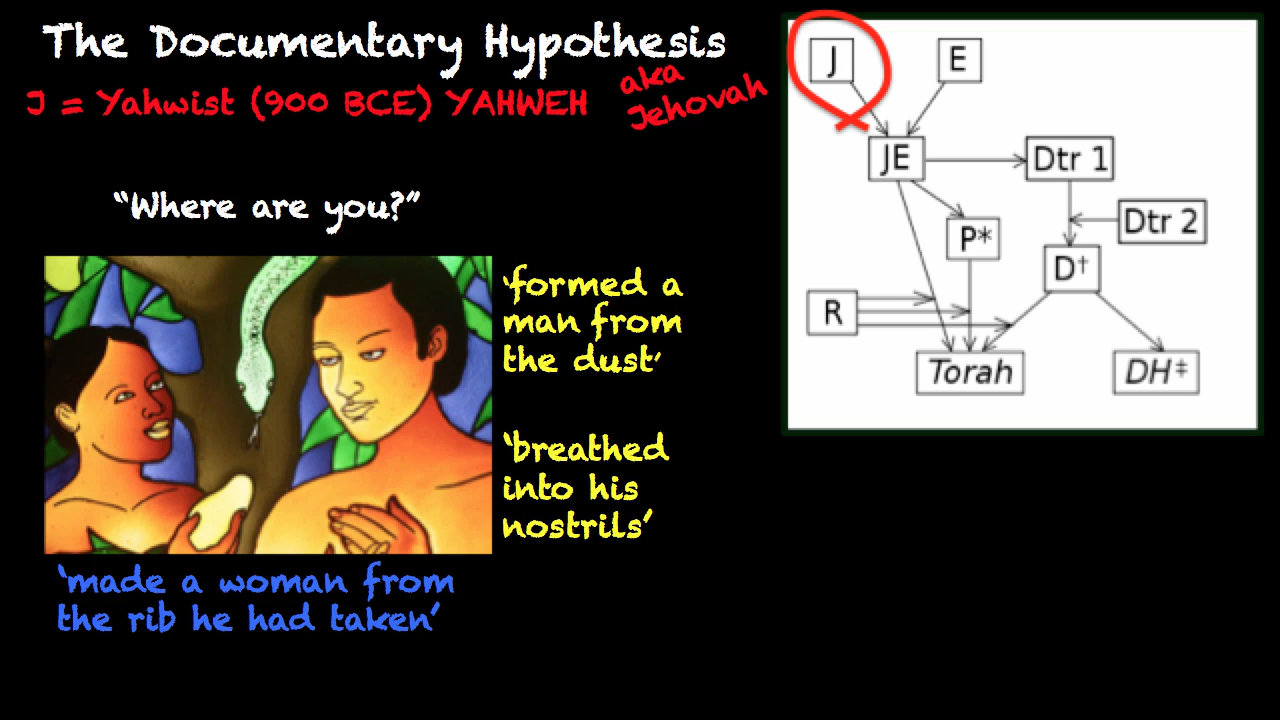 The Documentary Hypothesis
J = Yahwist (900 BCE) YAHWEH
aka
Jehovah
“Where are you?”
‘formed a
man from
the dust’
‘breathed
into his
nostrils’
‘made a woman from
the rib he had taken’
J
E
JE
Dtr 1
Dtr 2
P*
D†
R
Torah
DH‡